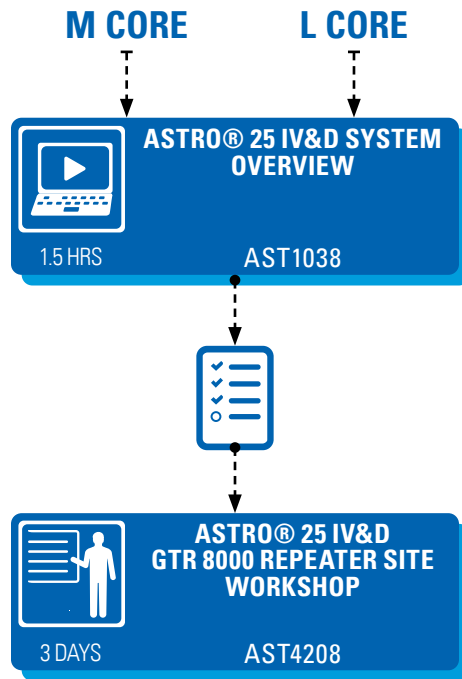 M CORE L CORE
ASTRO® 25 IV&D SYSTEM
OVERVIEW
1.5 HRS AST1038
ASTRO® 25 IV&D
GTR 8000 REPEATER SITE
WORKSHOP
3 DAYS AST4208